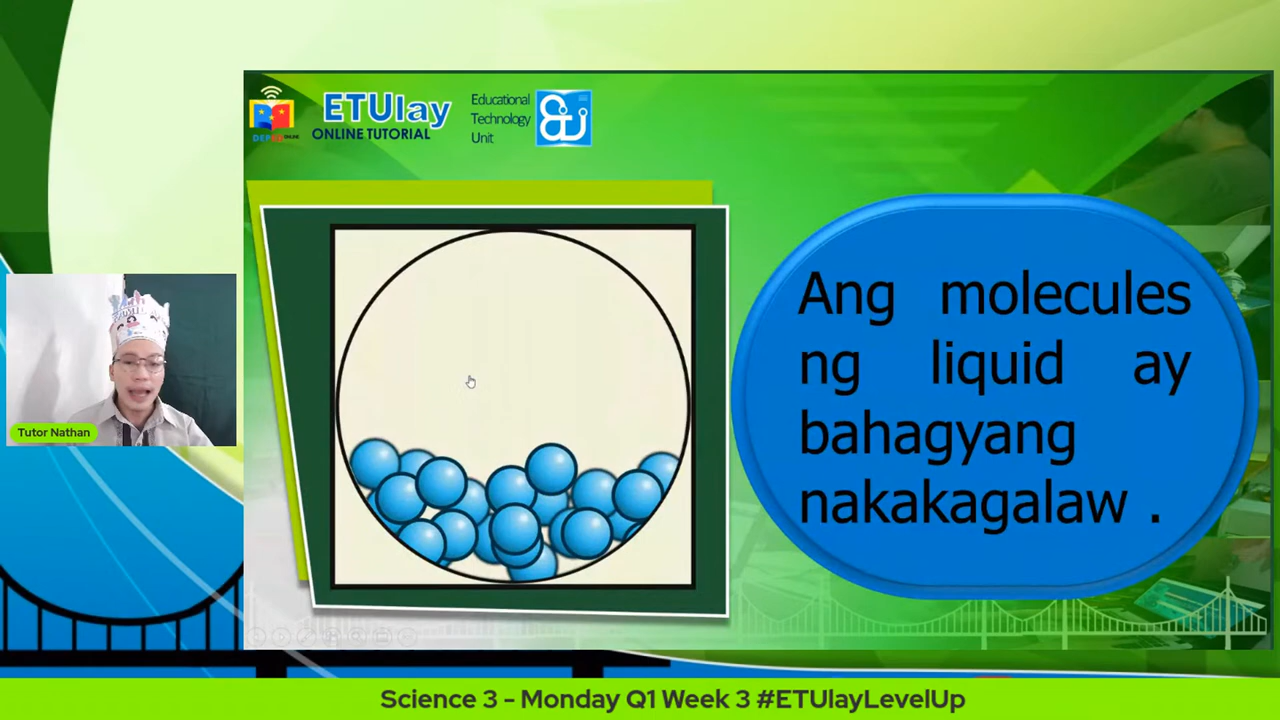 ETUlay
ONLINE TUTORIAL
Educational
Technology
Unit
Ang molecules
ng liquid ay
bahagyang
nakakagalaw .
Tutor Nathan
Science 3 - Monday Q1 Week 3 #ETUlayLevelUp